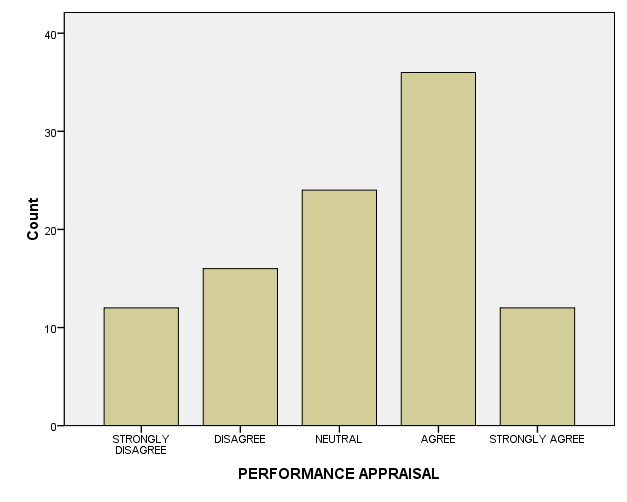 40
30
20
10
0
Count
STRONGLY
DISAGREE
DISAGREE
NEUTRAL
AGREE
STRONGLY AGREE
PERFORMANCE APPRAISAL